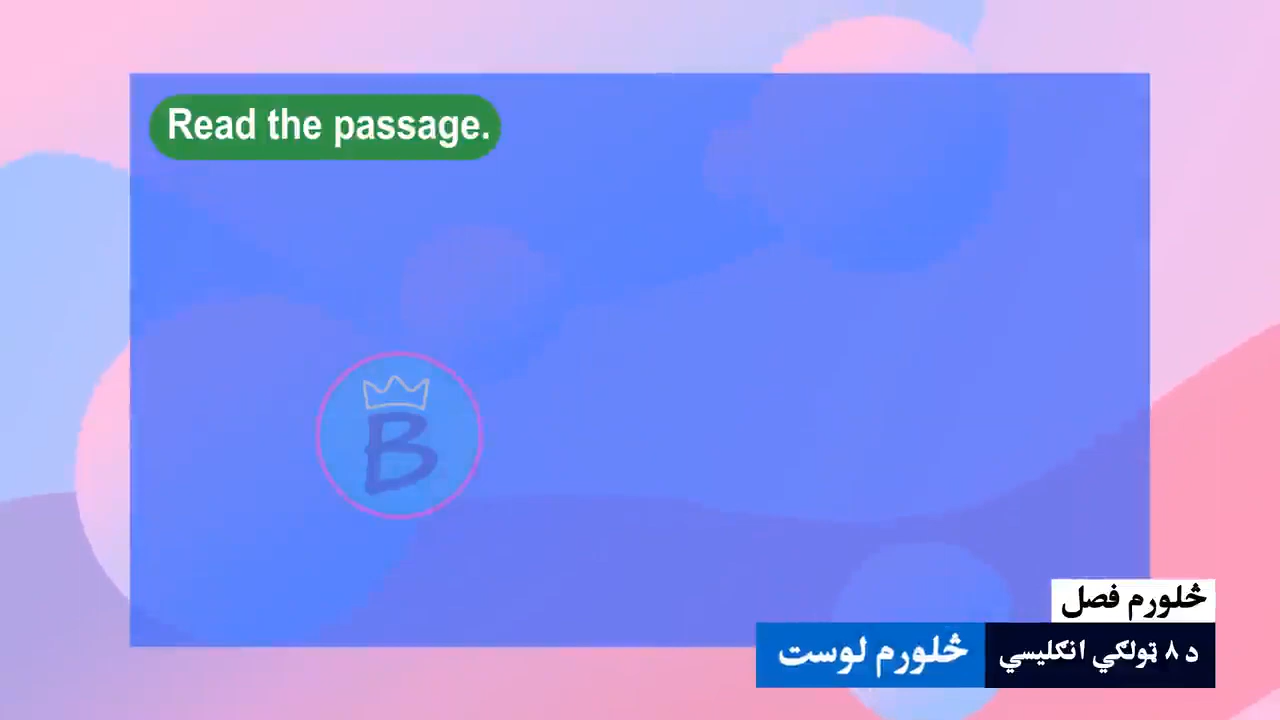 Read the passage.
B
څلورم فصل
د ۸ ټولګي انګلیسي
څلورم لوست